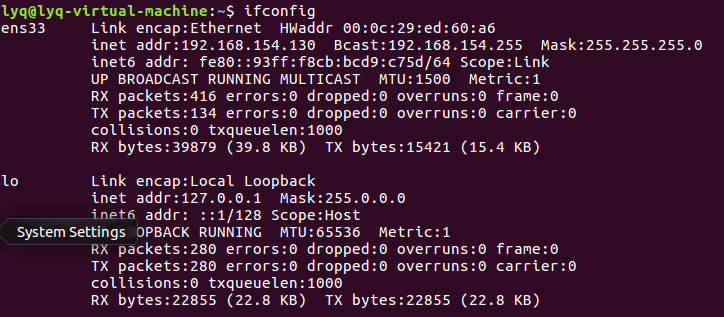 lyq@lyq-virtual-machine:~$ ifconfig
ens33 Link encap:Ethernet HWaddr 00:0c:29:ed:60:a6
inet addr:192.168.154.130 Bcast:192.168.154.255 Mask:255.255.255.0
inet6 addr: fe80::93ff:f8cb:bcd9:c75d/64 Scope:Link
UP BROADCAST RUNNING MULTICAST MTU:1500 Metric:1
RX packets:416 errors:0 dropped:0 overruns:0 frame:0
TX packets:134 errors:0 dropped:0 overruns:0 carrier:0
collisions:0 txqueuelen:1000
RX bytes:39879 (39.8 KB) TX bytes:15421 (15.4 KB)
lo Link encap:Local Loopback
inet addr:127.0.0.1 Mask:255.0.0.0
inet6 addr: ::1/128 Scope:Host
System Settings
OPBACK RUNNING MTU:65536 Metric:1
RX packets:280 errors:0 dropped:0 overruns:0 frame:0
TX packets:280 errors:0 dropped:0 overruns:0 carrier:0
collisions:0 txqueuelen:1000
RX bytes:22855 (22.8 KB) TX bytes:22855 (22.8 KB)